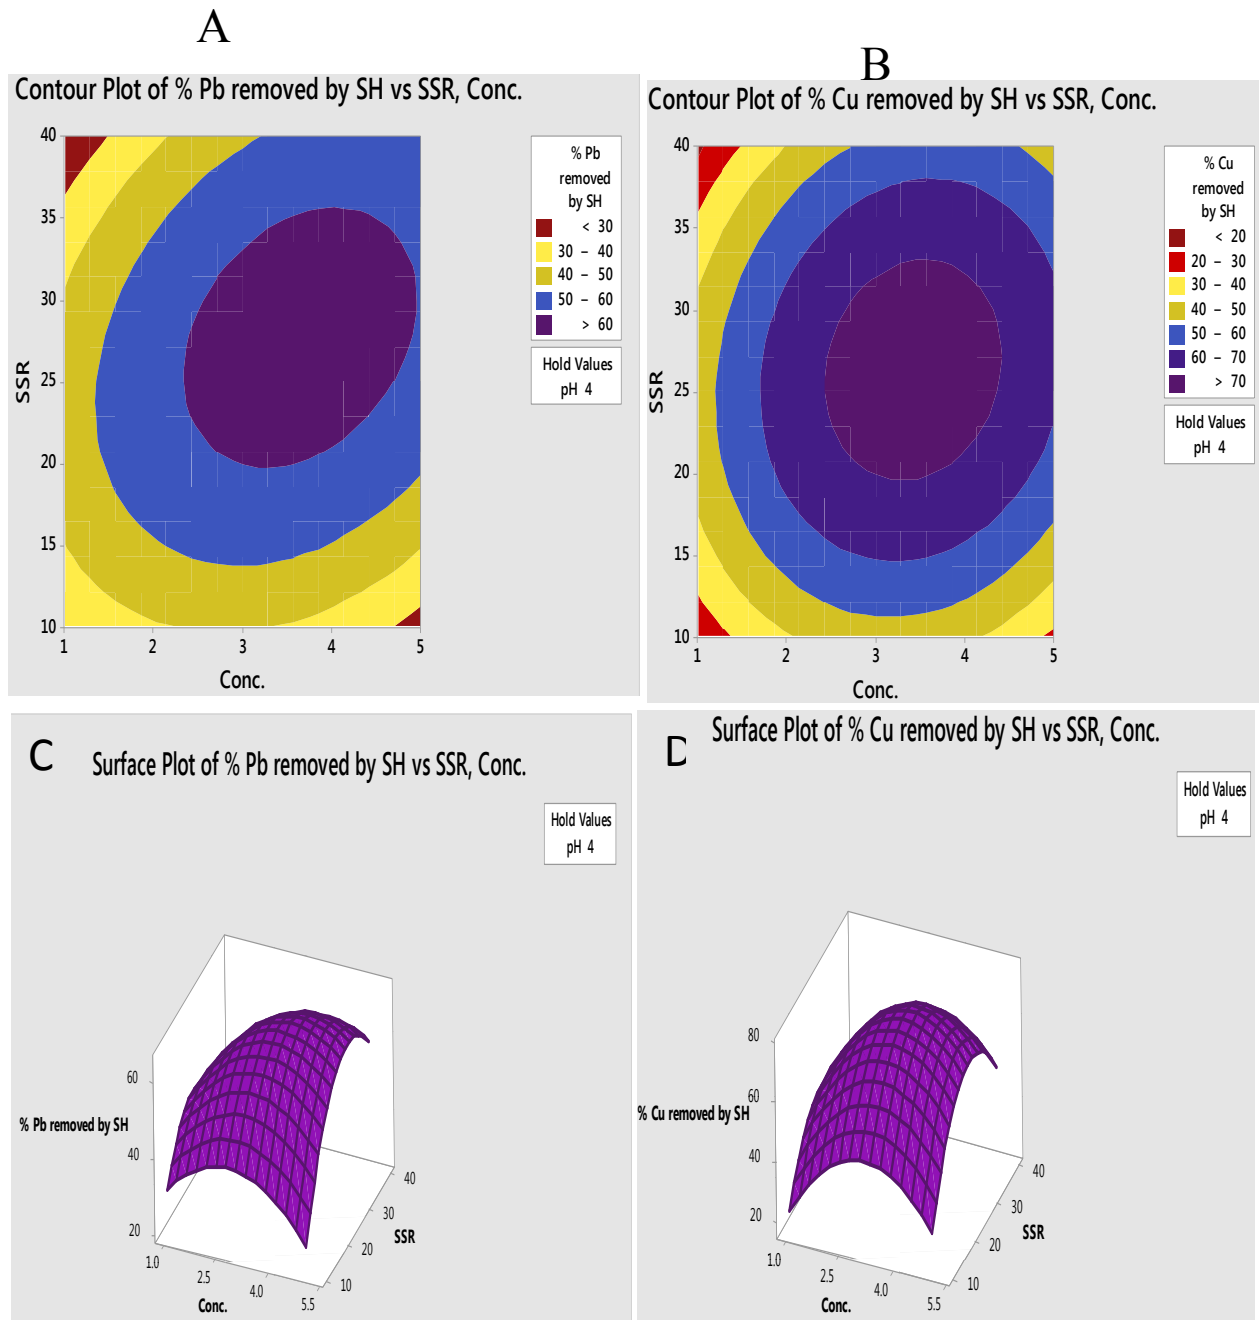 A
Contour Plot of % Pb removed by SH vs SSR, Conc.
40
35
30
25
20
15
10
SSR
1 2 3 4 5
Conc.
% Pb
removed
by SH
< 30
30 – 40
40 – 50
50 – 60
> 60
Hold Values
pH 4
B
Contour Plot of % Cu removed by SH vs SSR, Conc.
40
35
30
25
20
15
10
SSR
1 2 3 4 5
Conc.
% Cu
removed
by SH
< 20
20 – 30
30 – 40
40 – 50
50 – 60
60 – 70
> 70
Hold Values
pH 4
C
Surface Plot of % Pb removed by SH vs SSR, Conc.
Hold Values
pH 4
60
40
20
% Pb removed by SH
1.0 2.5 4.0 5.5
Conc.
40
30
20
10
SSR
D
Surface Plot of % Cu removed by SH vs SSR, Conc.
Hold Values
pH 4
80
60
40
20
% Cu removed by SH
1.0 2.5 4.0 5.5
Conc.
40
30
20
10
SSR